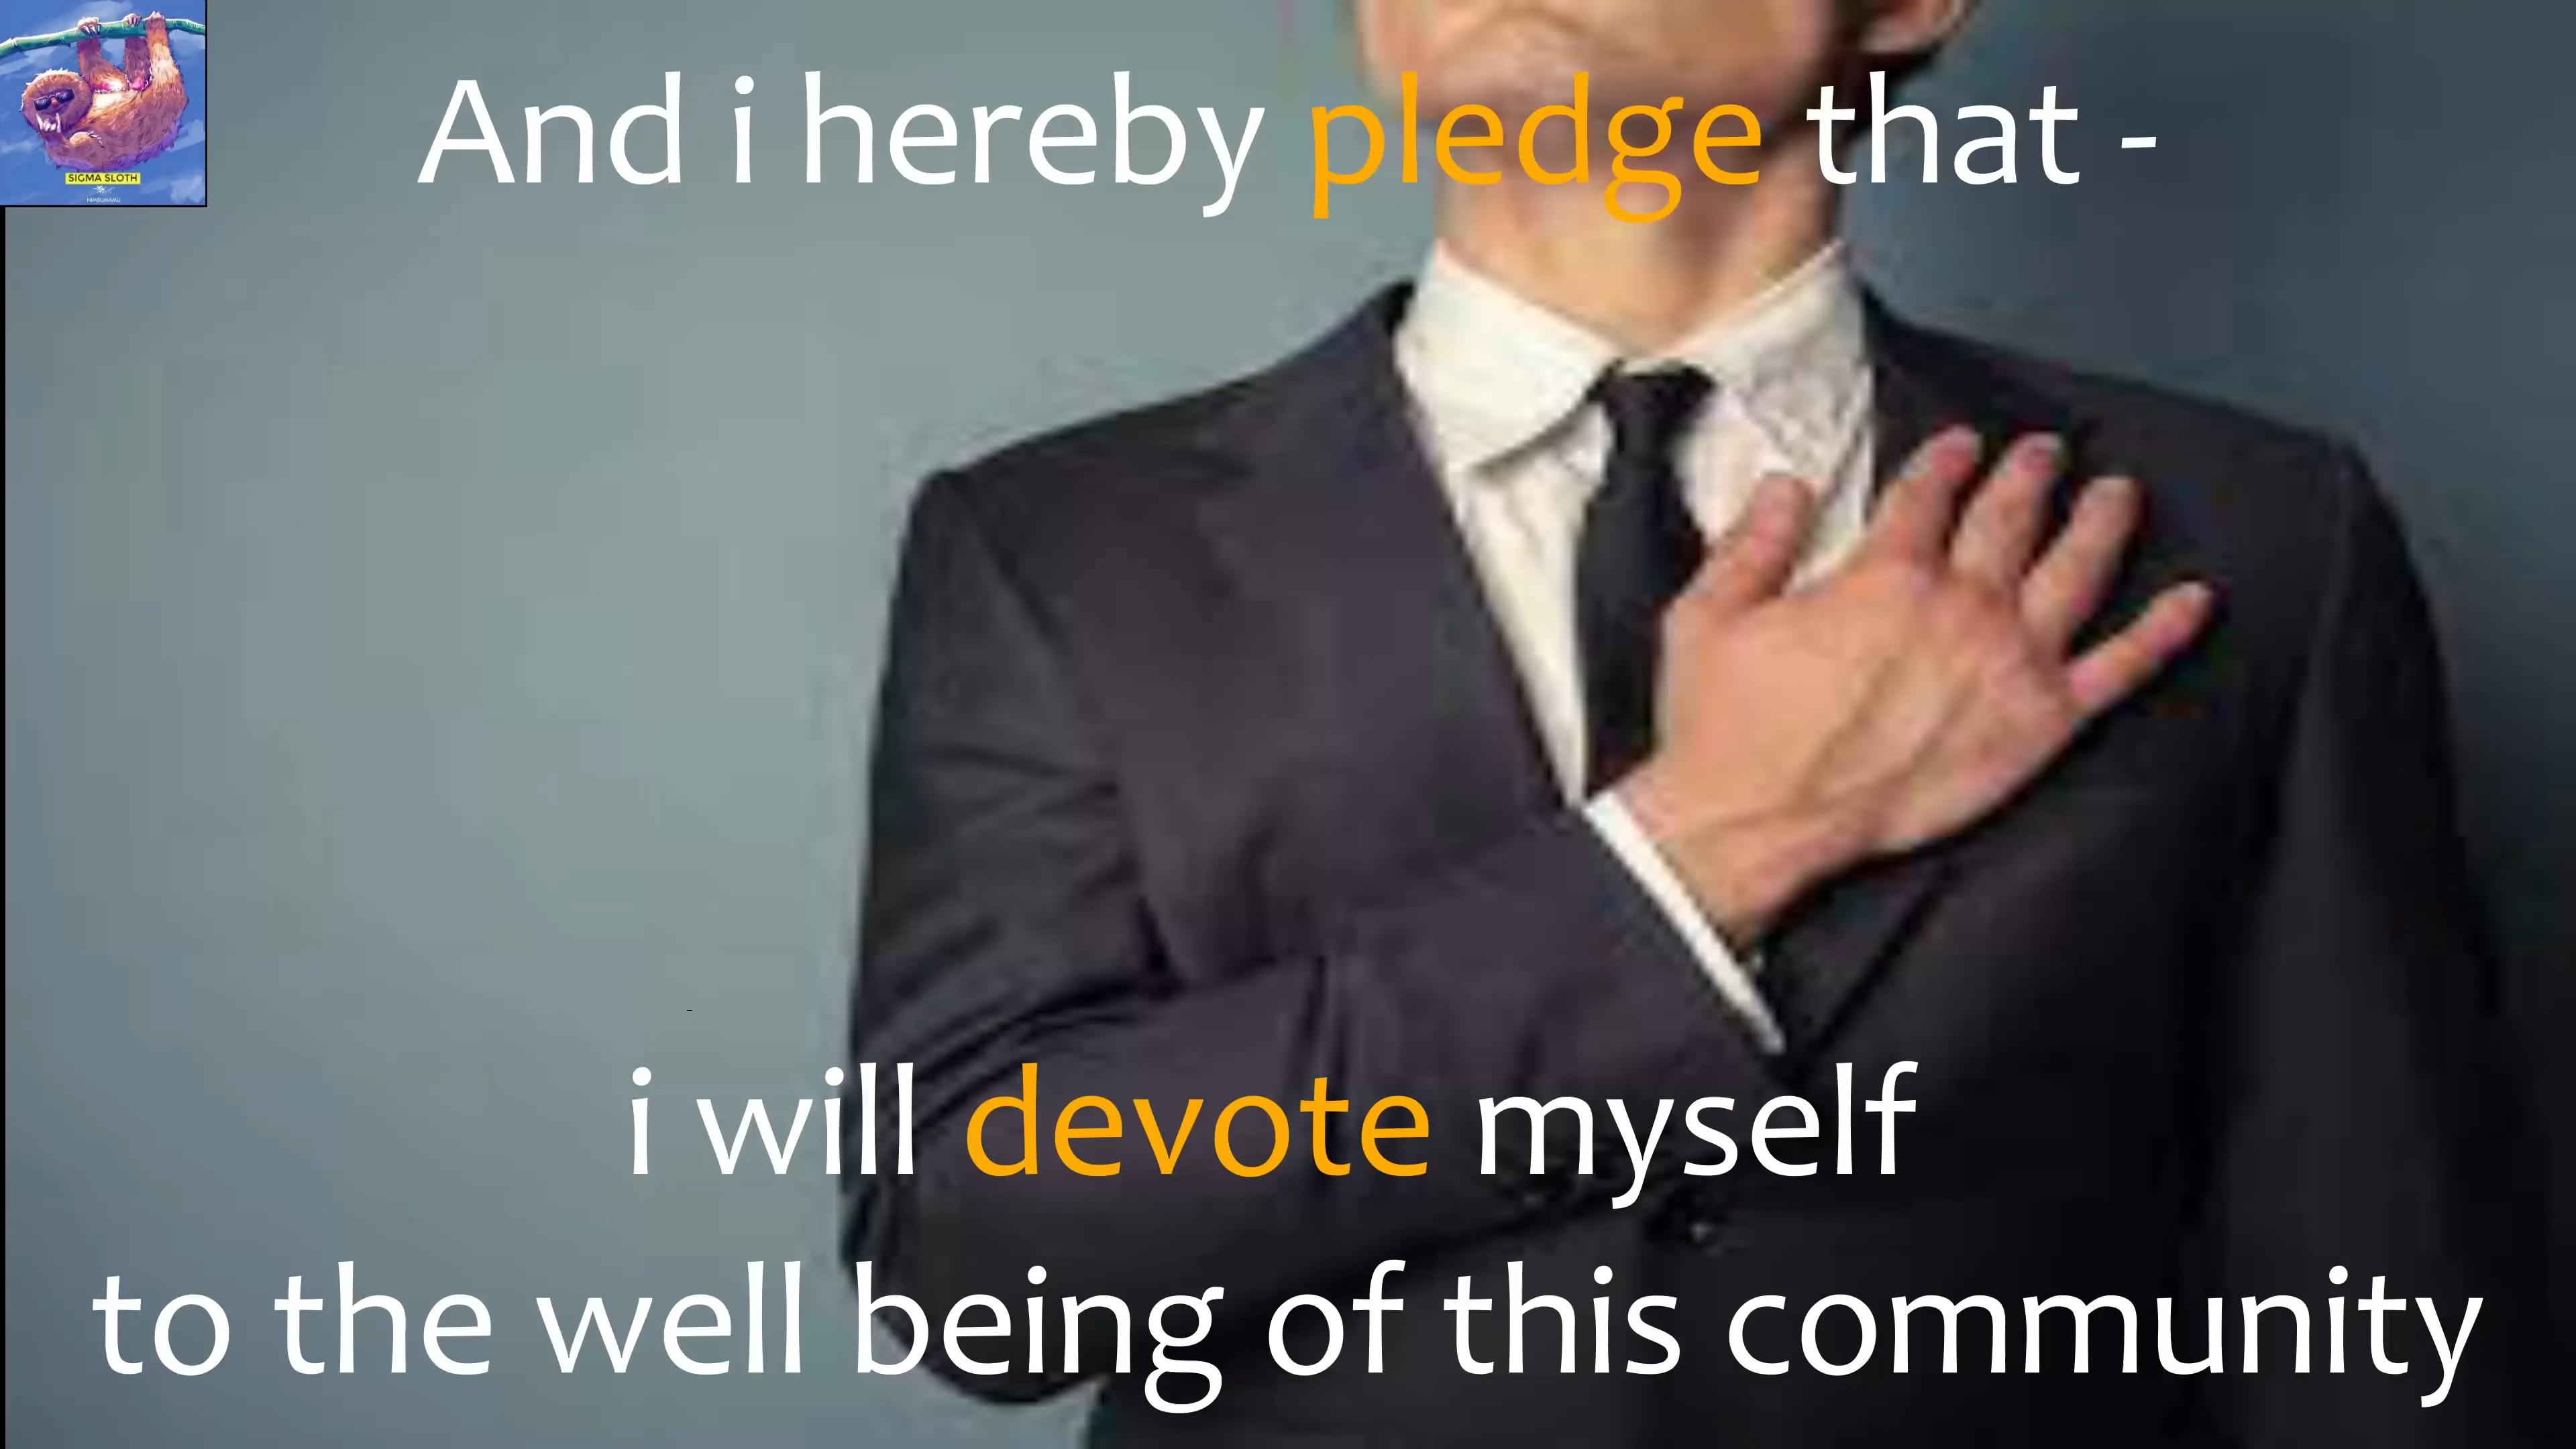 SIGMA SLOTH
And i hereby pledge that -
i will devote myself
to the well being of this community